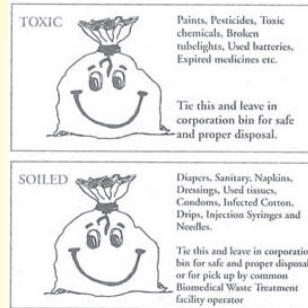 TOXIC
Paints, Pesticides, Toxic
chemicals, Broken
tubelights, Used batteries,
Expired medicines etc.
Tie this and leave in
corporation bin for safe
and proper disposal.
SOILED
Diapers, Sanitary, Napkins,
Dressings, Used tissues,
Condoms, Infected Cotton,
Drips, Injection Syringes and
Needles.
Tie this and leave in corporatio
bin for safe and proper disposal
or for pick up by common
Biomedical Waste Treatment
facility operator